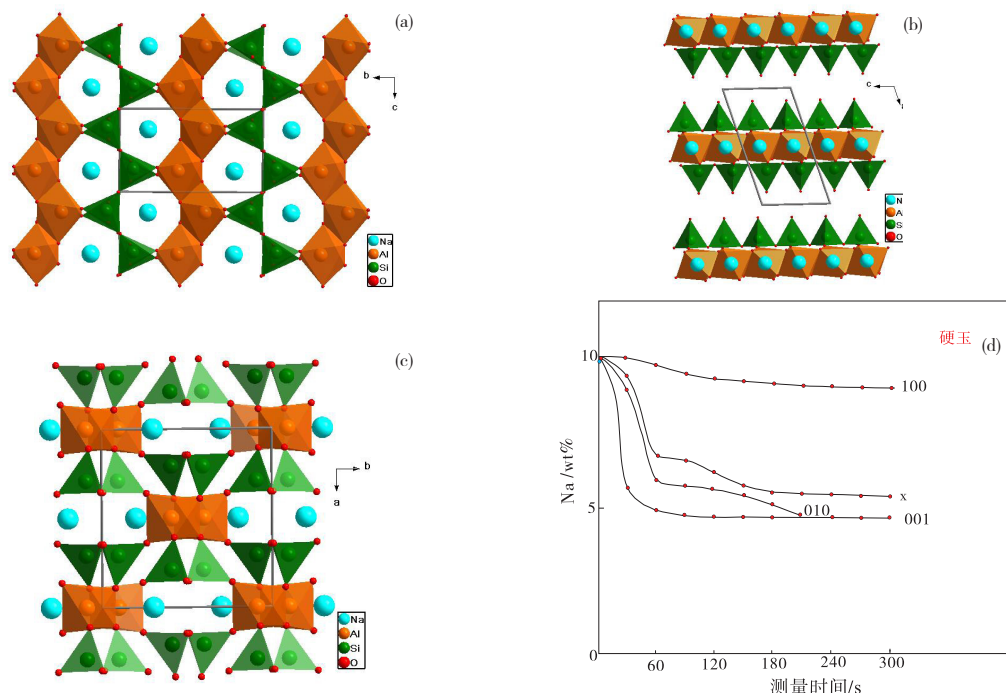 (a)
b
c
Na
Al
Si
O
(b)
c
N
A
S
O
(c)
b
a
Na
Al
Si
O
硬玉
(d)
10
5
0
Na/wt%
100
x
010
001
60
120
180
240
300
测量时间/s